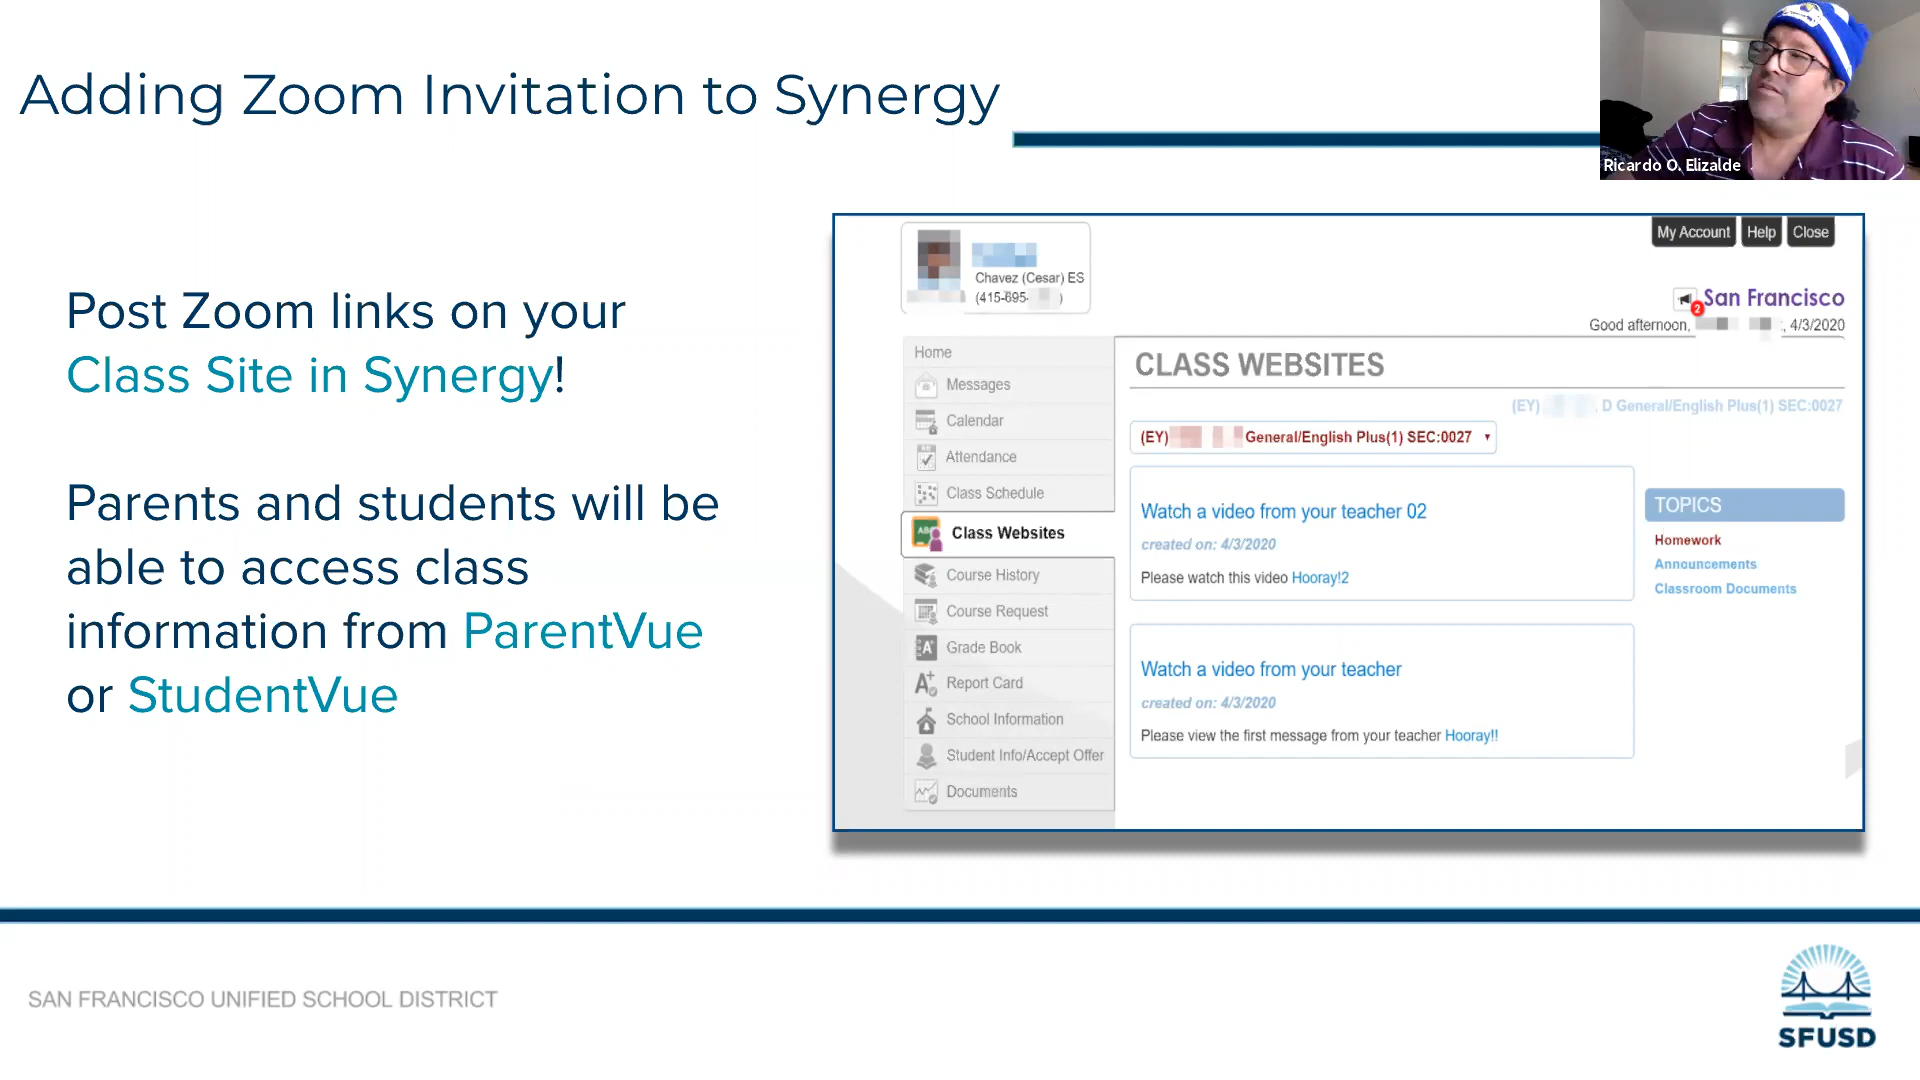 Adding Zoom Invitation to Synergy
Ricardo O. Elizalde
Post Zoom links on your
Class Site in Synergy!
Parents and students will be
able to access class
information from ParentVue
or StudentVue
My Account Help Close
Chavez (Cesar) ES
(415-695- )
2
San Francisco
Good afternoon, , 4/3/2020
Home
Messages
Calendar
Attendance
Class Schedule
Class Websites
Course History
Course Request
Grade Book
Report Card
School Information
Student Info/Accept Offer
Documents
CLASS WEBSITES
(EY) , D General/English Plus(1) SEC:0027
(EY) General/English Plus(1) SEC:0027
Watch a video from your teacher 02
created on: 4/3/2020
Please watch this video Hooray!2
Watch a video from your teacher
created on: 4/3/2020
Please view the first message from your teacher Hooray!!
TOPICS
Homework
Announcements
Classroom Documents
SAN FRANCISCO UNIFIED SCHOOL DISTRICT
SFUSD